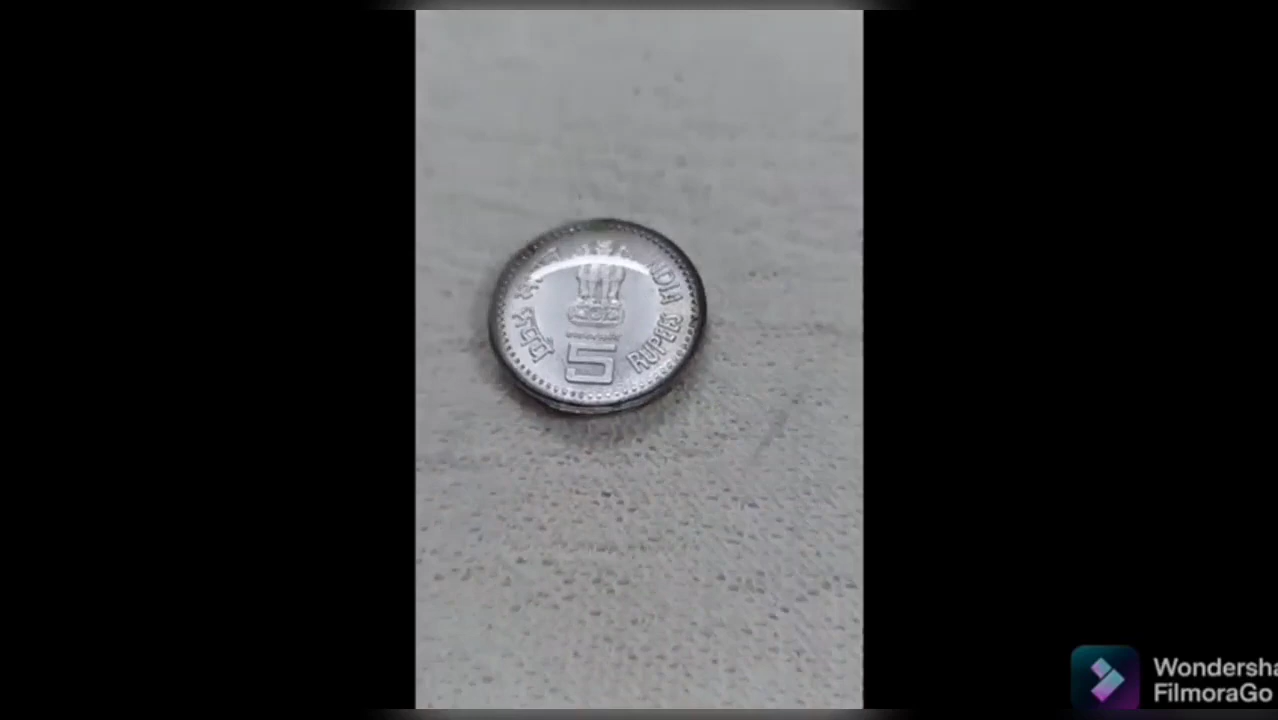 INDIA
रुपये
5
RUPEES
Wondersha
FilmoraGo